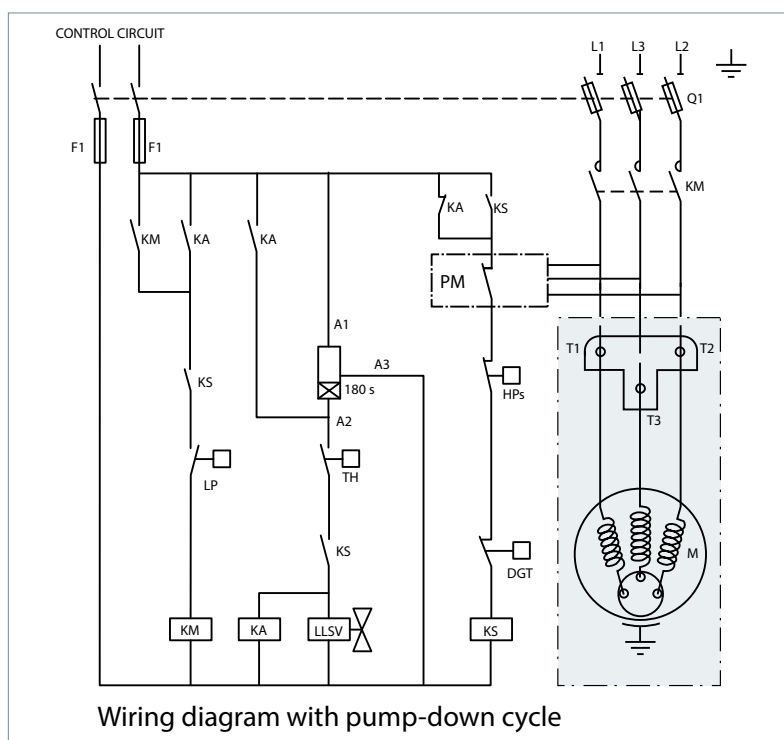 CONTROL CIRCUIT
L1 L3 L2
Q1
F1 F1
KM
KA KS
KM KA KA
PM
A1
T1 T2
A3
180 s
HPs
A2
T3
KS
LP TH
KS M
DGT
KM KA LLSV KS
Wiring diagram with pump-down cycle